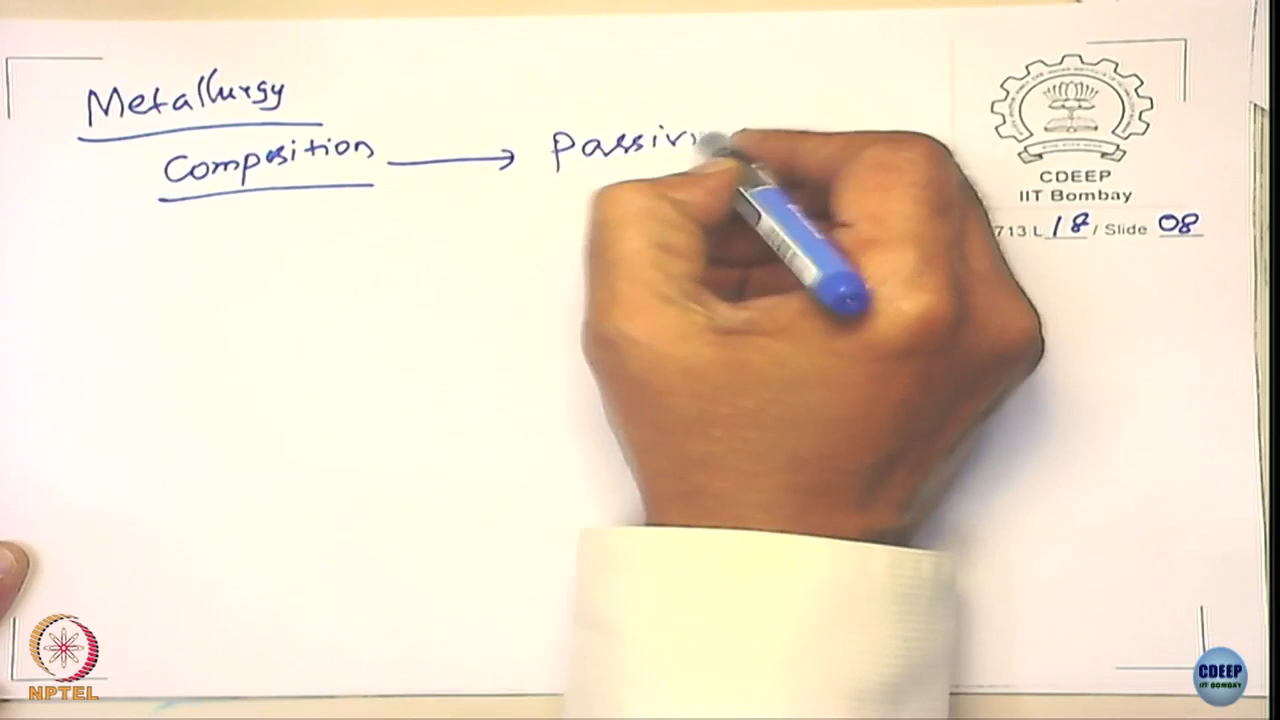 Metallurgy
Composition → Passiv
CDEEP
IIT Bombay
713 L 18 / Slide 08
NPTEL
CDEEP
IIT BOMBAY